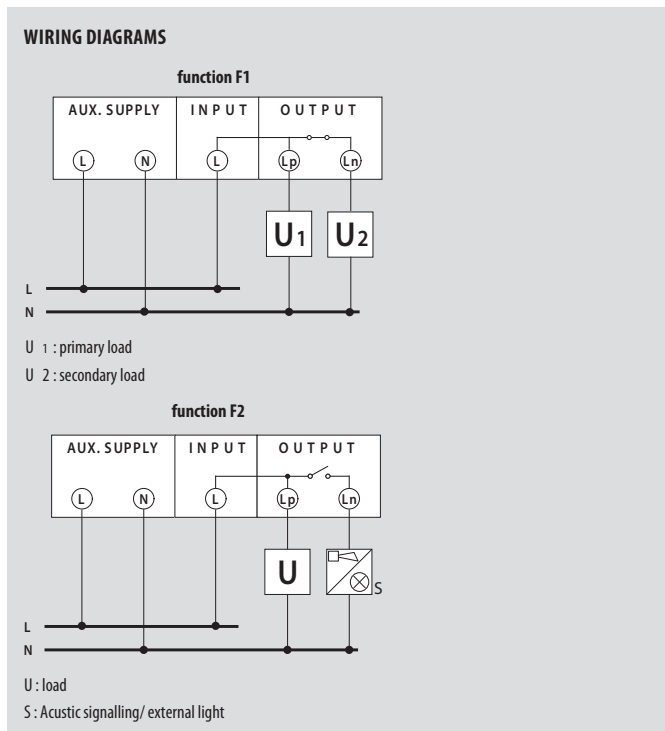 WIRING DIAGRAMS
function F1
AUX. SUPPLY INPUT OUTPUT
L N L Lp Ln
U1 U2
L
N
U 1 : primary load
U 2 : secondary load
function F2
AUX. SUPPLY INPUT OUTPUT
L N L Lp Ln
U S
L
N
U : load
S : Acustic signalling/ external light